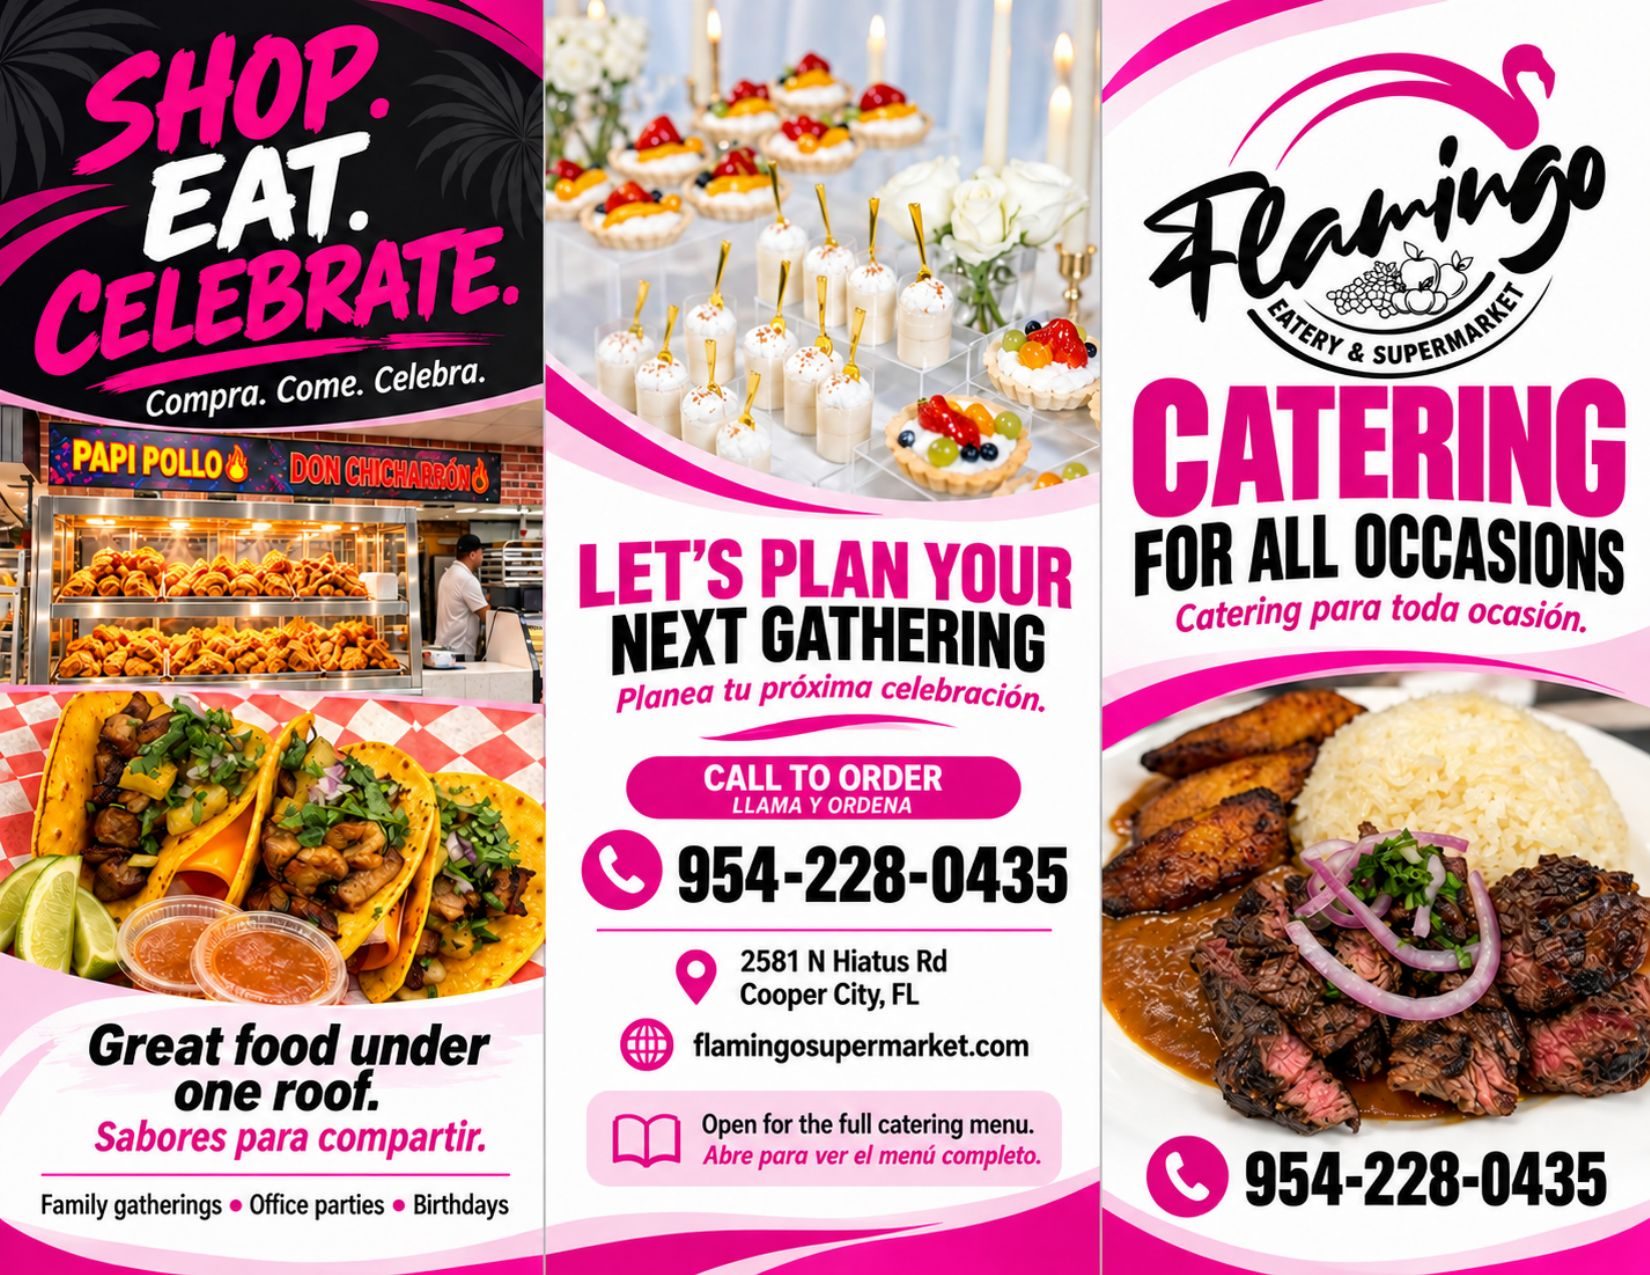 SHOP.
EAT.
CELEBRATE.
Compra. Come. Celebra.
PAPI POLLO DON CHICHARRÓN
Great food under
one roof.
Sabores para compartir.
Family gatherings • Office parties • Birthdays
LET'S PLAN YOUR
NEXT GATHERING
Planea tu próxima celebración.
CALL TO ORDER
LLAMA Y ORDENA
954-228-0435
2581 N Hiatus Rd
Cooper City, FL
flamingosupermarket.com
Open for the full catering menu.
Abre para ver el menú completo.
Flamingo
EATERY & SUPERMARKET
CATERING
FOR ALL OCCASIONS
Catering para toda ocasión.
954-228-0435